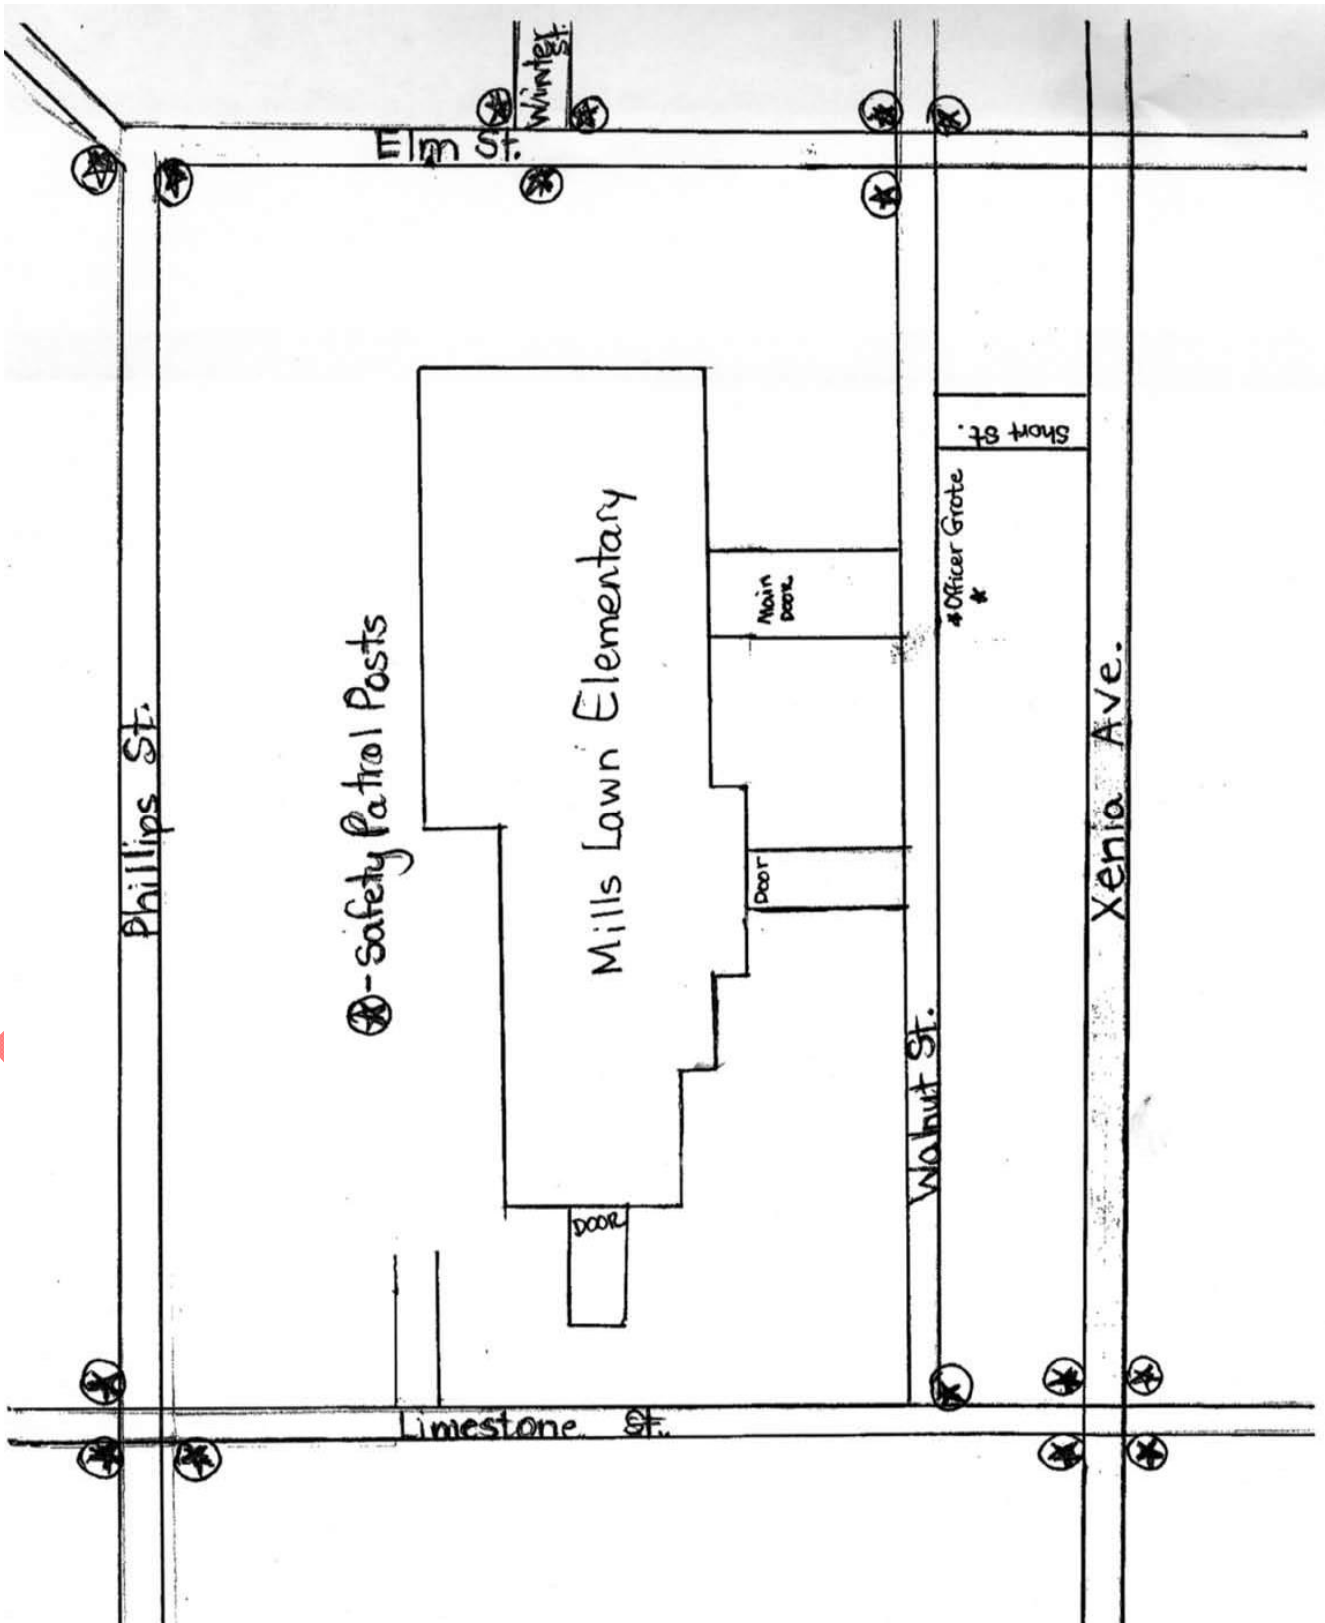 Winter
St.
Elm St.
Short St.
*Officer Grote
*
Main
DOOR
Mills Lawn Elementary
- Safety Patrol Posts
Phillips St.
Xenia Ave.
Door
Walnut St.
DOOR
Limestone St.